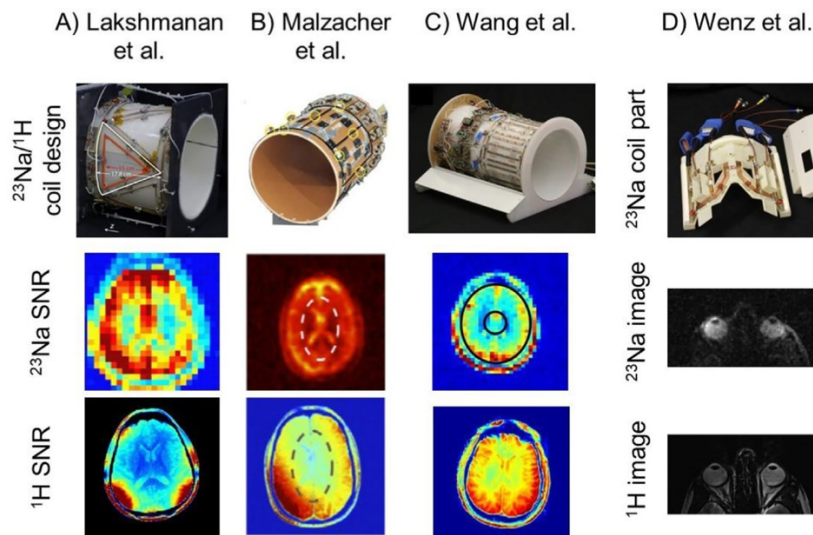 A) Lakshmanan
et al.
B) Malzacher
et al.
C) Wang et al.
D) Wenz et al.
²³Na/¹H
coil design
²³Na coil part
²³Na SNR
²³Na image
¹H SNR
¹H image